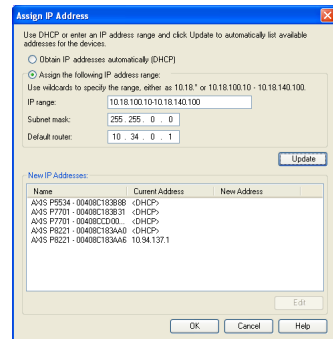 Assign IP Address
Use DHCP or enter an IP address range and click Update to automatically list available
addresses for the devices.
Obtain IP addresses automatically (DHCP)
Assign the following IP address range:
Use wildcards to specify the range, either as 10.18.* or 10.18.100.10 - 10.18.140.100.
IP range: 10.18.100.10-10.18.140.100
Subnet mask: 255 . 255 . 0 . 0
Default router: 10 . 34 . 0 . 1
Update
New IP Addresses:
Name Current Address New Address
AXIS P5534 - 00408C183B8B <DHCP>
AXIS P7701 - 00408C183B31 <DHCP>
AXIS P7701 - 00408CCD00... <DHCP>
AXIS P8221 - 00408C183AA0 <DHCP>
AXIS P8221 - 00408C183AA6 10.94.137.1
Edit
OK Cancel Help